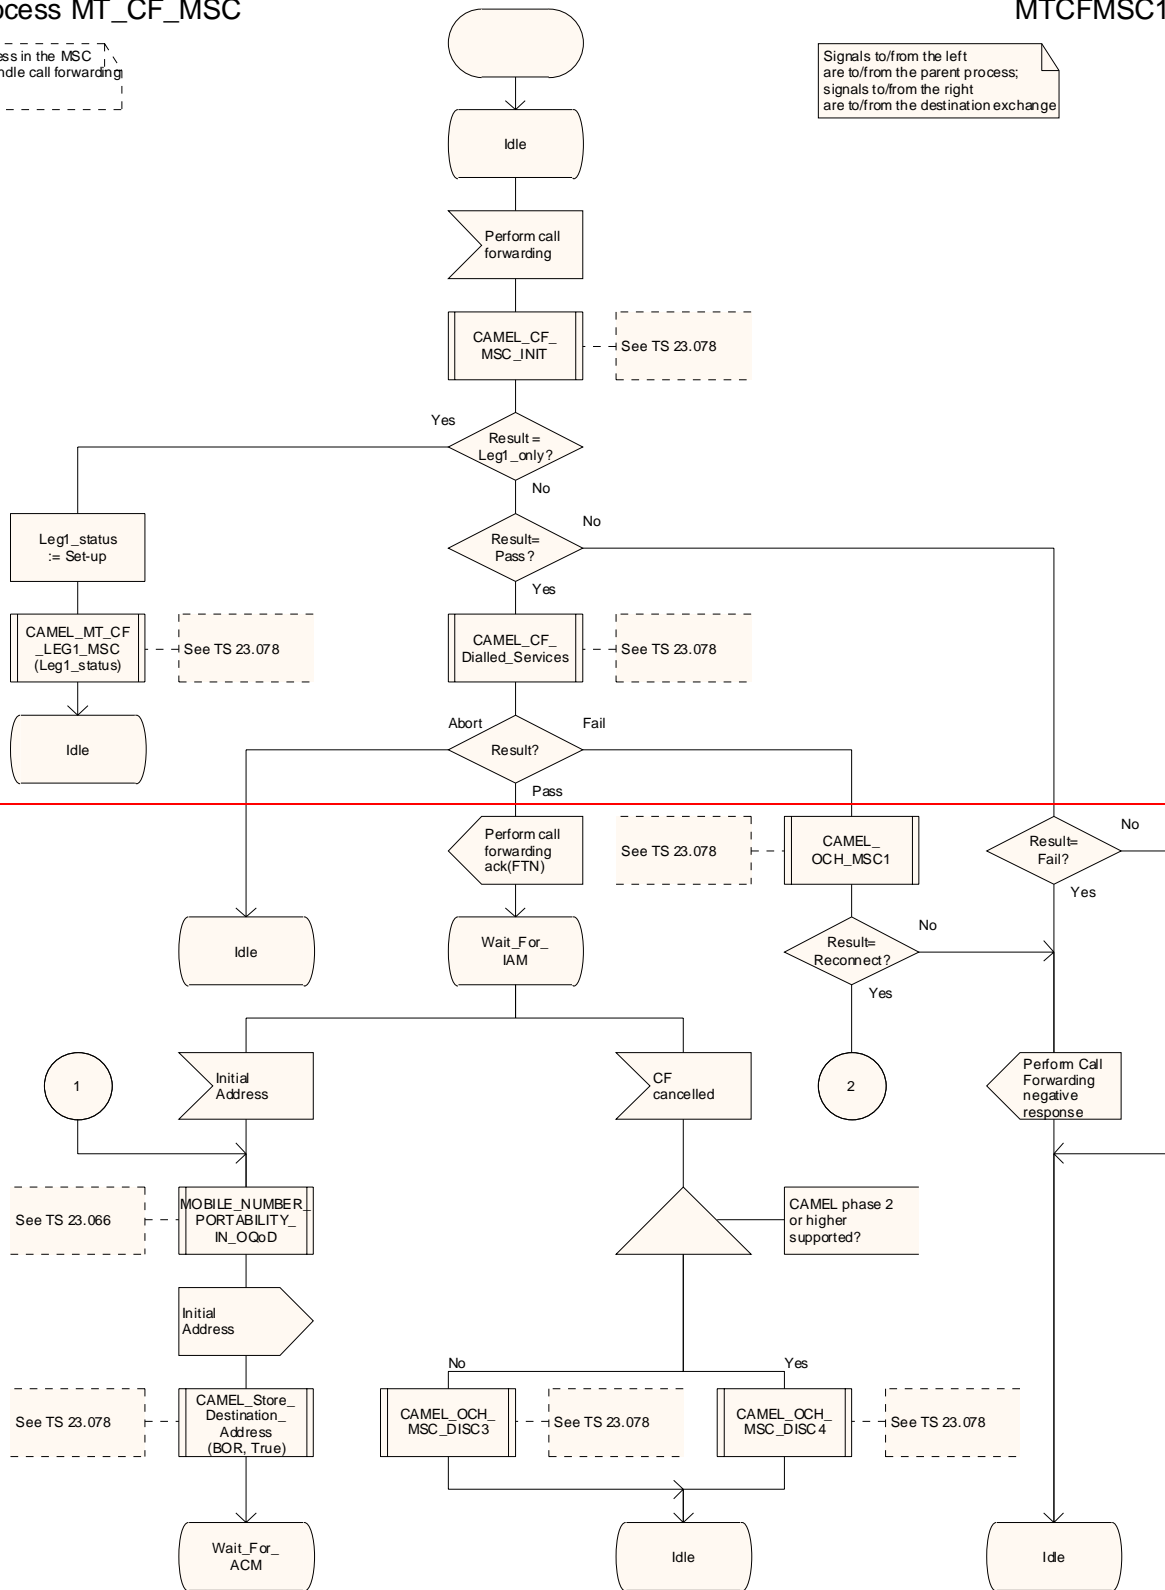 ocess MT_CF_MSC
MTCFMSC1
ess in the MSC
ndle call forwarding
Signals to/from the left
are to/from the parent process;
signals to/from the right
are to/from the destination exchange
Idle
Perform call
forwarding
CAMEL_CF_
MSC_INIT
See TS 23.078
Yes
Result =
Leg1_only?
No
Leg1_status
:= Set-up
Result=
Pass?
No
Yes
CAMEL_MT_CF
_LEG1_MSC
(Leg1_status)
See TS 23.078
CAMEL_CF_
Dialled_Services
See TS 23.078
Idle
Abort
Result?
Fail
Pass
Perform call
forwarding
ack(FTN)
See TS 23.078
CAMEL_
OCH_MSC1
Result=
Fail?
No
Yes
Idle
Wait_For_
IAM
Result=
Reconnect?
No
Yes
1
Initial
Address
CF
cancelled
2
Perform Call
Forwarding
negative
response
See TS 23.066
MOBILE_NUMBER_
PORTABILITY_
IN_OQoD
CAMEL phase 2
or higher
supported?
Initial
Address
No
Yes
See TS 23.078
CAMEL_Store_
Destination_
Address
(BOR, True)
CAMEL_OCH_
MSC_DISC3
See TS 23.078
CAMEL_OCH_
MSC_DISC4
See TS 23.078
Wait_For_
ACM
Idle
Idle